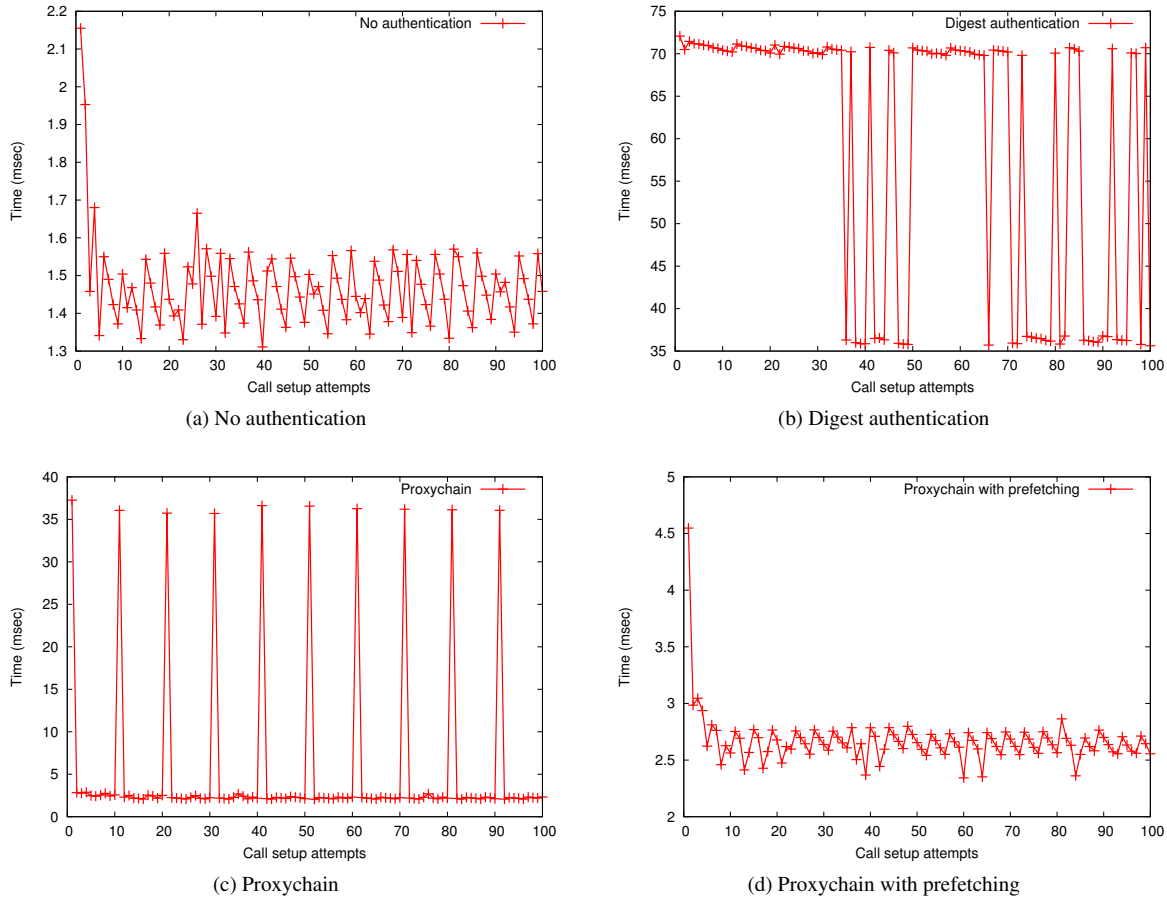 No authentication
2.2
2.1
2
1.9
1.8
1.7
1.6
1.5
1.4
1.3
Time (msec)
0 10 20 30 40 50 60 70 80 90 100
Call setup attempts
(a) No authentication
Digest authentication
75
70
65
60
55
50
45
40
35
Time (msec)
0 10 20 30 40 50 60 70 80 90 100
Call setup attempts
(b) Digest authentication
Proxychain
40
35
30
25
20
15
10
5
0
Time (msec)
0 10 20 30 40 50 60 70 80 90 100
Call setup attempts
(c) Proxychain
Proxychain with prefetching
5
4.5
4
3.5
3
2.5
2
Time (msec)
0 10 20 30 40 50 60 70 80 90 100
Call setup attempts
(d) Proxychain with prefetching